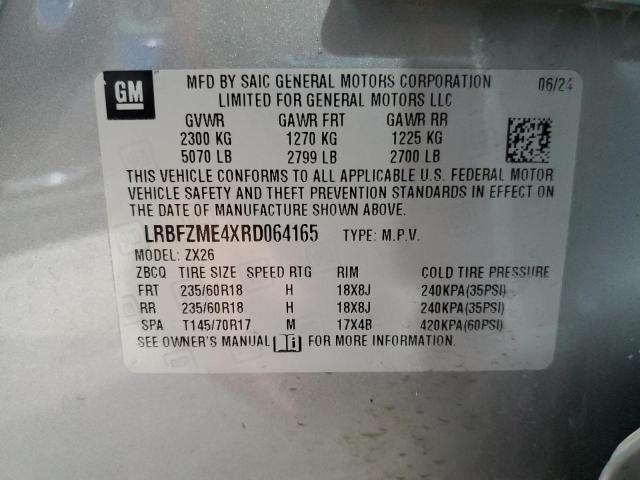 GM
MFD BY SAIC GENERAL MOTORS CORPORATION 06/24
LIMITED FOR GENERAL MOTORS LLC
GVWR GAWR FRT GAWR RR
2300 KG 1270 KG 1225 KG
5070 LB 2799 LB 2700 LB
THIS VEHICLE CONFORMS TO ALL APPLICABLE U.S. FEDERAL MOTOR
VEHICLE SAFETY AND THEFT PREVENTION STANDARDS IN EFFECT ON
THE DATE OF MANUFACTURE SHOWN ABOVE.
LRBFZME4XRD064165 TYPE: M.P.V.
MODEL: ZX26
ZBCQ TIRE SIZE SPEED RTG RIM COLD TIRE PRESSURE
FRT 235/60R18 H 18X8J 240KPA(35PSI)
RR 235/60R18 H 18X8J 240KPA(35PSI)
SPA T145/70R17 M 17X4B 420KPA(60PSI)
SEE OWNER'S MANUAL FOR MORE INFORMATION.